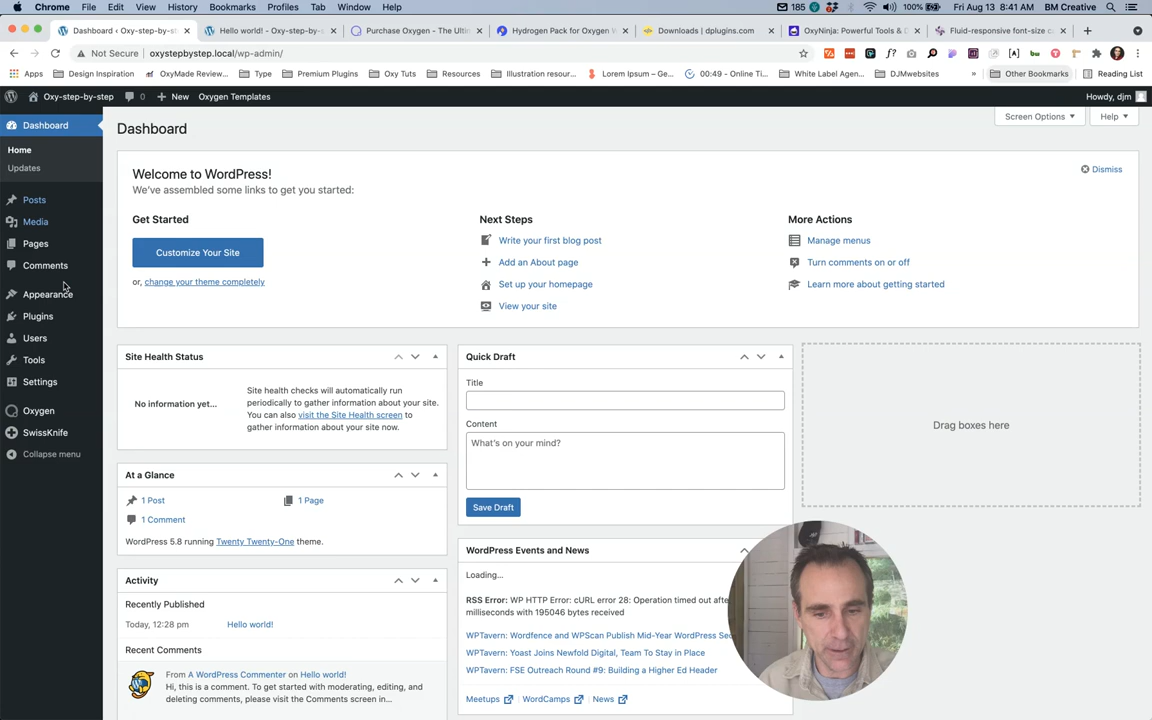 Chrome File Edit View History Bookmarks Profiles Tab Window Help 185 100% Fri Aug 13 8:41 AM BM Creative
Dashboard ‹ Oxy-step-by-step Hello world! - Oxy-step-by-s Purchase Oxygen - The Ulti Hydrogen Pack for Oxygen W Downloads | dplugins.com OxyNinja: Powerful Tools & D Fluid-responsive font-size c
Not Secure oxystepbystep.local/wp-admin/
Apps Design Inspiration OxyMade Review... Type Premium Plugins Oxy Tuts Resources Illustration resour... Lorem Ipsum – Ge... 00:49 - Online Ti... White Label Agen... DJMwebsites » Other Bookmarks Reading List
Oxy-step-by-step 0 New Oxygen Templates Howdy, djm
Dashboard
Home
Updates
Posts
Media
Pages
Comments
Appearance
Plugins
Users
Tools
Settings
Oxygen
SwissKnife
Collapse menu
Screen Options Help
Dashboard
Dismiss
Welcome to WordPress!
We've assembled some links to get you started:
Get Started
Customize Your Site
or, change your theme completely
Next Steps
Write your first blog post
Add an About page
Set up your homepage
View your site
More Actions
Manage menus
Turn comments on or off
Learn more about getting started
Site Health Status
No information yet...
Site health checks will automatically run
periodically to gather information about your site.
You can also visit the Site Health screen to
gather information about your site now.
At a Glance
1 Post 1 Page
1 Comment
WordPress 5.8 running Twenty Twenty-One theme.
Activity
Recently Published
Today, 12:28 pm Hello world!
Recent Comments
From A WordPress Commenter on Hello world!
Hi, this is a comment. To get started with moderating, editing, and
deleting comments, please visit the Comments screen in...
Quick Draft
Title
Content
What's on your mind?
Save Draft
WordPress Events and News
Loading...
RSS Error: WP HTTP Error: cURL error 28: Operation timed out after
milliseconds with 195046 bytes received
WPTavern: Wordfence and WPScan Publish Mid-Year WordPress Sec
WPTavern: Yoast Joins Newfold Digital, Team To Stay in Place
WPTavern: FSE Outreach Round #9: Building a Higher Ed Header
Meetups WordCamps News
Drag boxes here